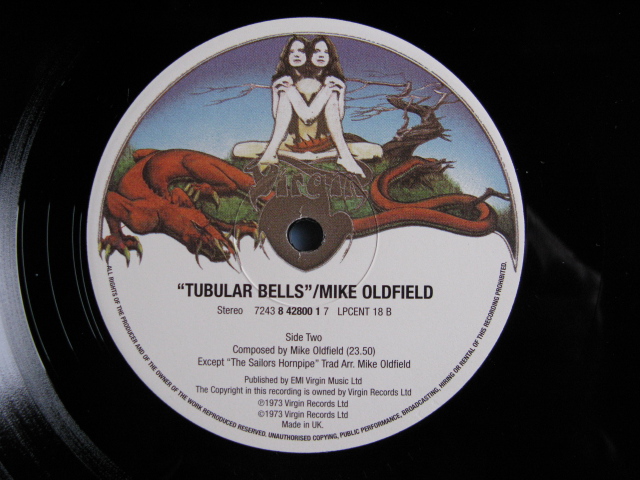 Virgin
"TUBULAR BELLS"/MIKE OLDFIELD
Stereo 7243 8 42800 1 7 LPCENT 18 B
Side Two
Composed by Mike Oldfield (23.50)
Except "The Sailors Hornpipe" Trad Arr. Mike Oldfield
Published by EMI Virgin Music Ltd
The Copyright in this recording is owned by Virgin Records Ltd
℗1973 Virgin Records Ltd
©1973 Virgin Records Ltd
Made in UK.
ALL RIGHTS OF THE PRODUCER AND OF THE OWNER OF THE WORK REPRODUCED RESERVED. UNAUTHORISED COPYING, PUBLIC PERFORMANCE, BROADCASTING, HIRING OR RENTAL OF THIS RECORDING PROHIBITED.